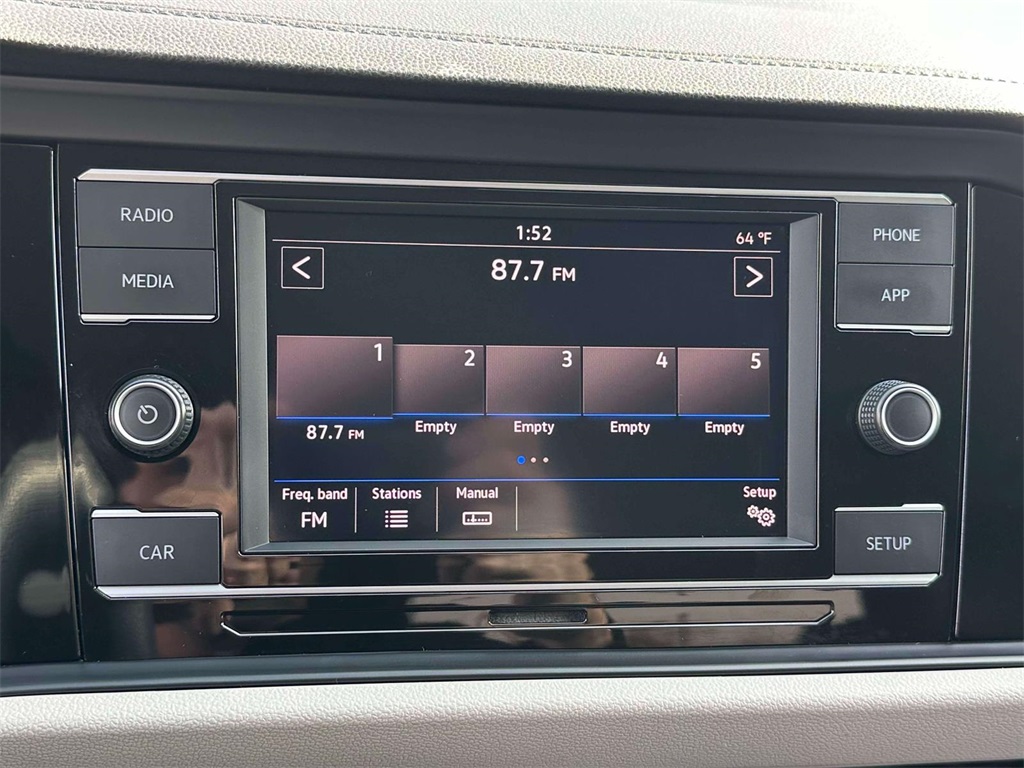 RADIO
MEDIA
CAR
1:52
64 °F
<
87.7 FM
>
1
2
3
4
5
87.7 FM
Empty
Empty
Empty
Empty
Freq. band
FM
Stations
Manual
Setup
PHONE
APP
SETUP